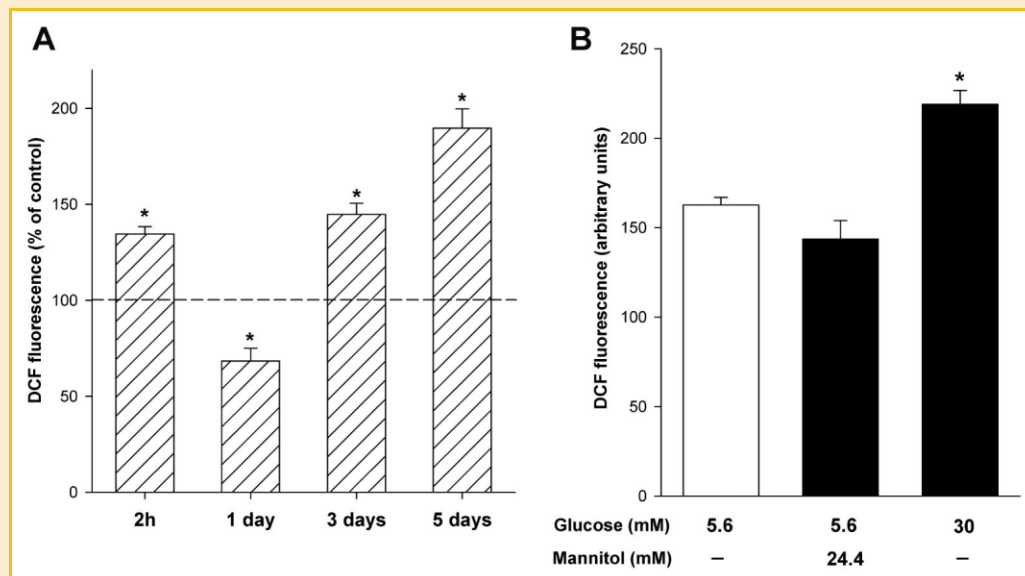 A
DCF fluorescence (% of control)
200
150
100
50
0
*
*
*
*
2h 1 day 3 days 5 days
B
DCF fluorescence (arbitrary units)
250
200
150
100
50
0
*
Glucose (mM) 5.6 5.6 30
Mannitol (mM) – 24.4 –